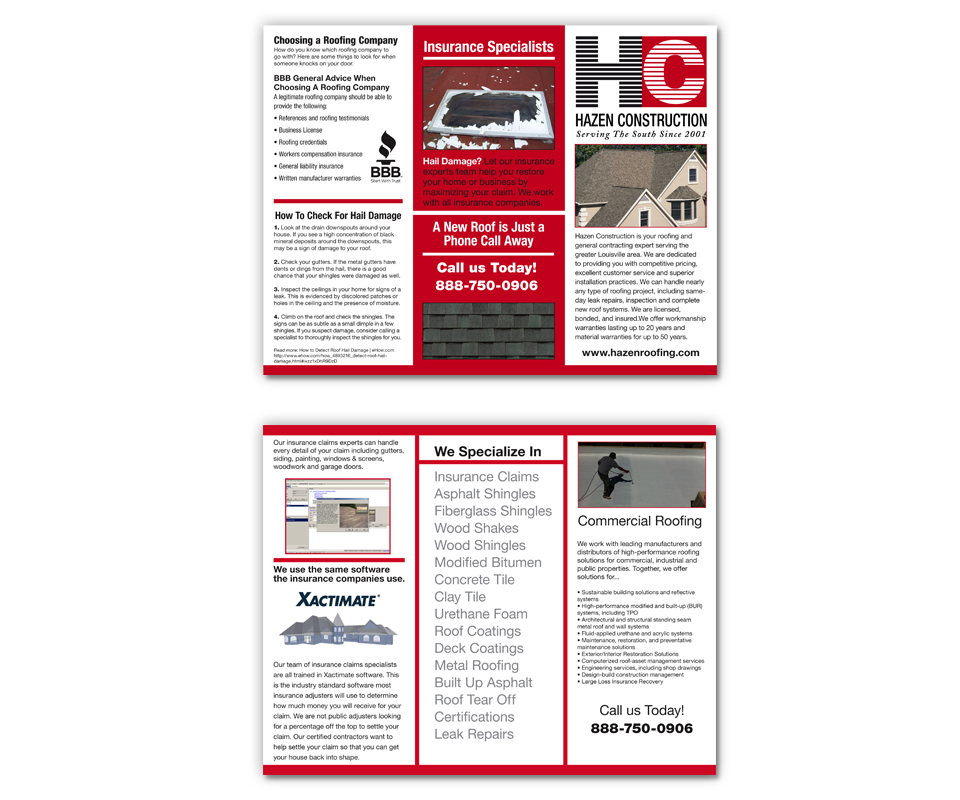 Choosing a Roofing Company
How do you know which roofing company to
go with? Here are some things to look for when
someone knocks on your door.
BBB General Advice When
Choosing A Roofing Company
A legitimate roofing company should be able to
provide the following:
• References and roofing testimonials
• Business License
• Roofing credentials
• Workers compensation insurance
• General liability insurance
• Written manufacturer warranties
BBB
Start With Trust
How To Check For Hail Damage
1. Look at the drain downspouts around your
house. If you see a high concentration of black
mineral deposits around the downspouts, this
may be a sign of damage to your roof.
2. Check your gutters. If the metal gutters have
dents or dings from the hail, there is a good
chance that your shingles were damaged as well.
3. Inspect the ceilings in your home for signs of a
leak. This is evidenced by discolored patches or
holes in the ceiling and the presence of moisture.
4. Climb on the roof and check the shingles. The
signs can be as subtle as a small dimple in a few
shingles. If you suspect damage, consider calling a
specialist to thoroughly inspect the shingles for you.
Read more: How to Detect Roof Hail Damage | eHow.com
Insurance Specialists
Hail Damage? Let our insurance
experts team help you restore
your home or business by
maximizing your claim. We work
with all insurance companies.
A New Roof is Just a
Phone Call Away
Call us Today!
888-750-0906
HC
HAZEN CONSTRUCTION
Serving The South Since 2001
Hazen Construction is your roofing and
general contracting expert serving the
greater Louisville area. We are dedicated
to providing you with competitive pricing,
excellent customer service and superior
installation practices. We can handle nearly
any type of roofing project, including same-
day leak repairs, inspection and complete
new roof systems. We are licensed,
bonded, and insured.We offer workmanship
warranties lasting up to 20 years and
material warranties for up to 50 years.
www.hazenroofing.com
Our insurance claims experts can handle
every detail of your claim including gutters,
siding, painting, windows & screens,
woodwork and garage doors.
We use the same software
the insurance companies use.
XACTIMATE®
Our team of insurance claims specialists
are all trained in Xactimate software. This
is the industry standard software most
insurance adjusters will use to determine
how much money you will receive for your
claim. We are not public adjusters looking
for a percentage off the top to settle your
claim. Our certified contractors want to
help settle your claim so that you can get
your house back into shape.
We Specialize In
Insurance Claims
Asphalt Shingles
Fiberglass Shingles
Wood Shakes
Wood Shingles
Modified Bitumen
Concrete Tile
Clay Tile
Urethane Foam
Roof Coatings
Deck Coatings
Metal Roofing
Built Up Asphalt
Roof Tear Off
Certifications
Leak Repairs
Commercial Roofing
We work with leading manufacturers and
distributors of high-performance roofing
solutions for commercial, industrial and
public properties. Together, we offer
solutions for...
• Sustainable building solutions and reflective
systems
• High-performance modified and built-up (BUR)
systems, including TPO
• Architectural and structural standing seam
metal roof and wall systems
• Fluid-applied urethane and acrylic systems
• Maintenance, restoration, and preventative
maintenance solutions
• Exterior/Interior Restoration Solutions
• Computerized roof-asset management services
• Engineering services, including shop drawings
• Design-build construction management
• Large Loss Insurance Recovery
Call us Today!
888-750-0906